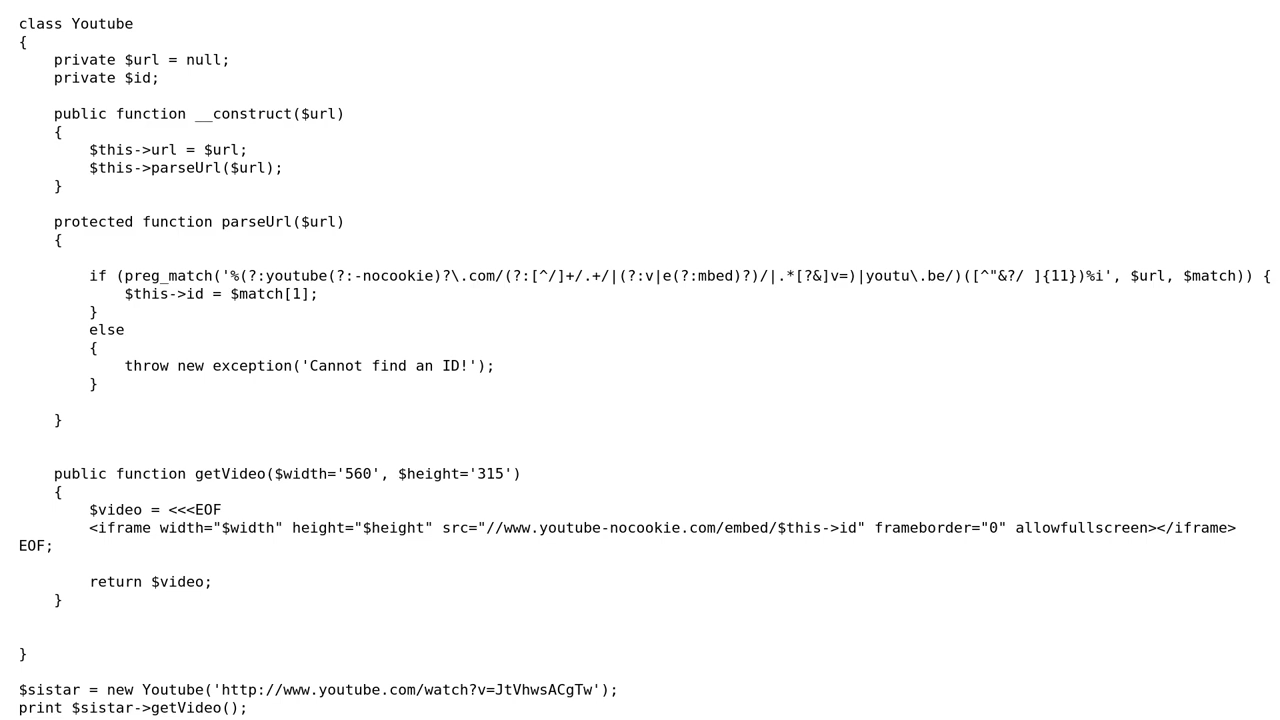 class Youtube
{
    private $url = null;
    private $id;

    public function __construct($url)
    {
        $this->url = $url;
        $this->parseUrl($url);
    }

    protected function parseUrl($url)
    {

        if (preg_match('%(?:youtube(?:-nocookie)?\.com/(?:[^/]+/.+/|(?:v|e(?:mbed)?)/|.*[?&]v=)|youtu\.be/)([^"&?/ ]{11})%i', $url, $match)) {
            $this->id = $match[1];
        }
        else
        {
            throw new exception('Cannot find an ID!');
        }

    }


    public function getVideo($width='560', $height='315')
    {
        $video = <<<EOF
        <iframe width="$width" height="$height" src="//www.youtube-nocookie.com/embed/$this->id" frameborder="0" allowfullscreen></iframe>
EOF;

        return $video;
    }


}

$sistar = new Youtube('http://www.youtube.com/watch?v=JtVhwsACgTw');
print $sistar->getVideo();